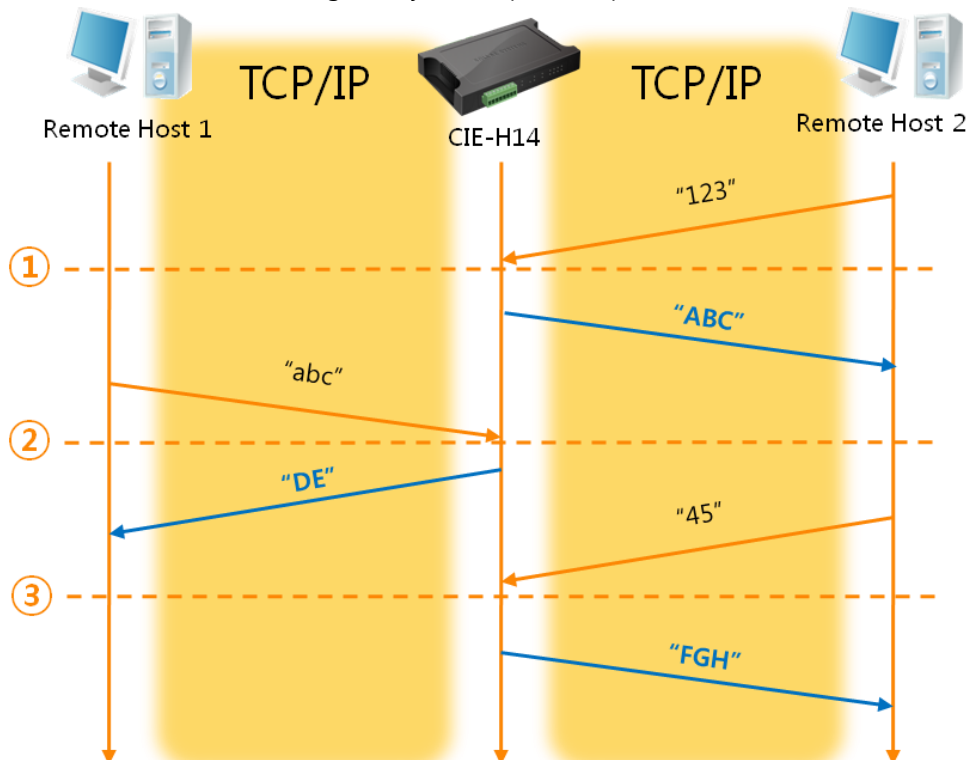 TCP/IP
TCP/IP
Remote Host 1
CIE-H14
Remote Host 2
"123"
①
"ABC"
"abc"
②
"DE"
"45"
③
"FGH"